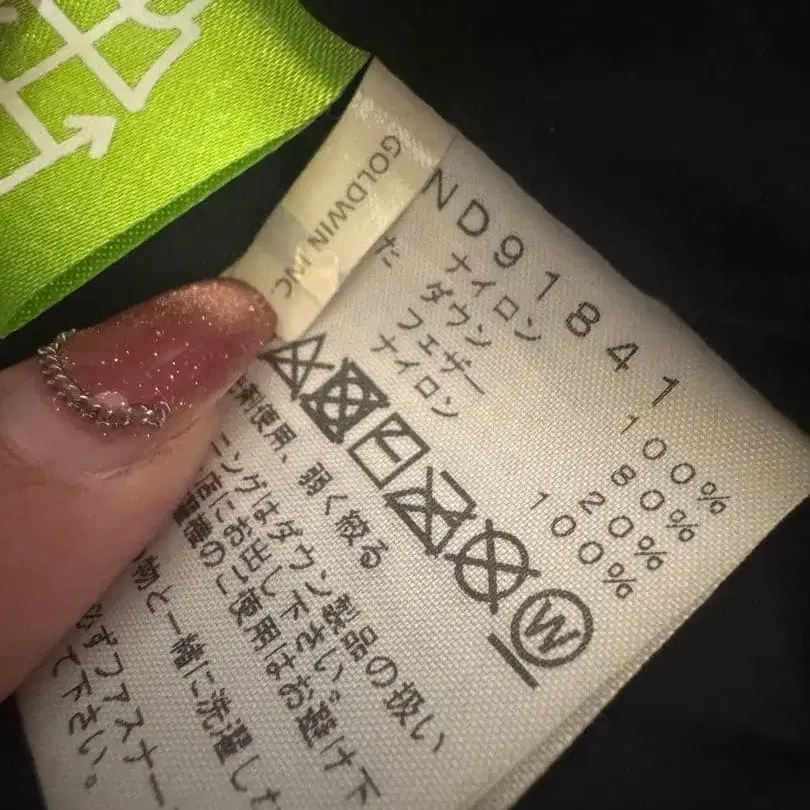 GOLDWIN INC
ND91841
ナイロン 100%
ダウン 80%
フェザー 20%
ナイロン 100%
W
剤使用、弱く絞る
ニングはダウン製品の扱い
店にお出し下さい。
機のご使用はお避け下
物と一緒に洗濯した
必ずファスナー
て下さい。